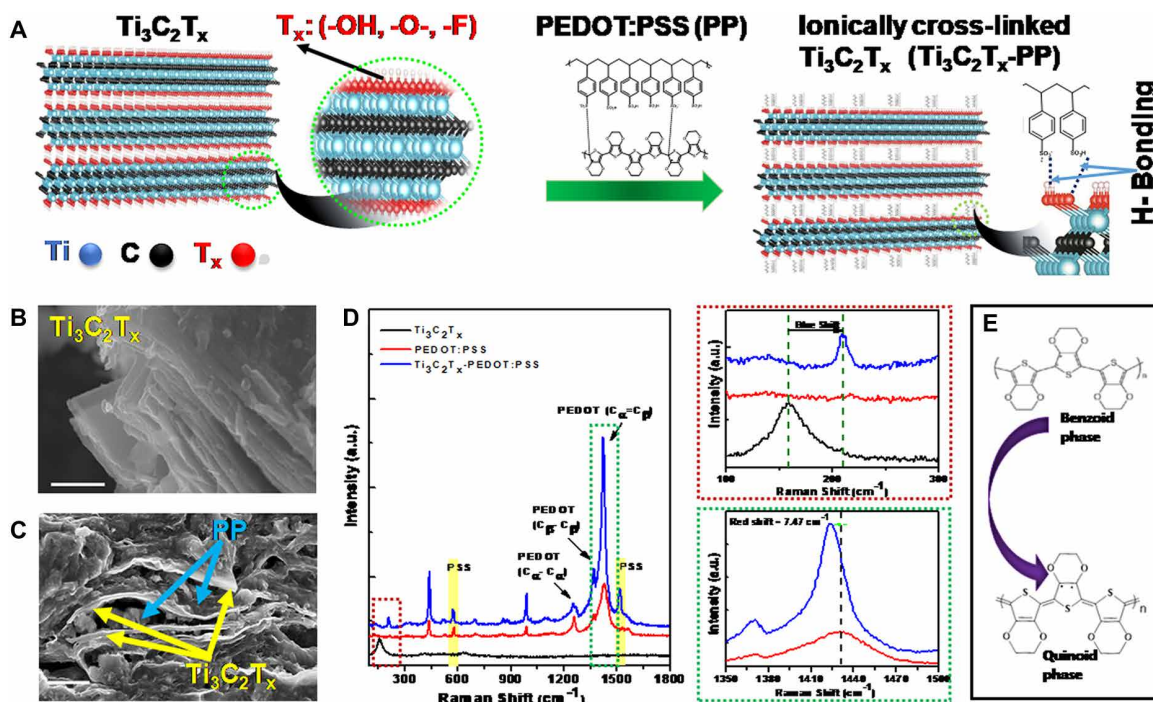 A
Ti3C2Tx
Tx: (-OH, -O-, -F)
PEDOT:PSS (PP)
Ionically cross-linked
Ti3C2Tx (Ti3C2Tx-PP)
H- Bonding
Ti
C
Tx
B
Ti3C2Tx
C
PP
Ti3C2Tx
D
Ti3C2Tx
PEDOT:PSS
Ti3C2Tx-PEDOT:PSS
PEDOT (Cα=Cβ)
PEDOT
(Cβ- Cβ)
PEDOT
(Cα- Cα)
PSS
PSS
Intensity (a.u.)
300 600 900 1200 1500 1800
Raman Shift (cm-1)
Blue Shift
Intensity (a.u.)
100 200 300
Raman Shift (cm-1)
Red shift ~ 7.47 cm-1
Intensity (a.u.)
1350 1380 1410 1440 1470 1500
Raman Shift (cm-1)
E
S
S
S
O
O
O
O
O
O
n
Benzoid
phase
O
O
S
S
S
O
O
O
O
n
Quinoid
phase